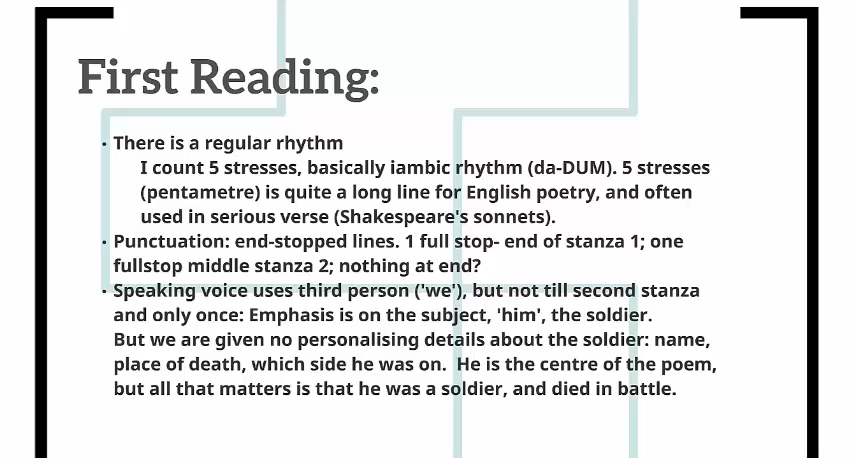 First Reading:
• There is a regular rhythm
I count 5 stresses, basically iambic rhythm (da-DUM). 5 stresses
(pentametre) is quite a long line for English poetry, and often
used in serious verse (Shakespeare's sonnets).
• Punctuation: end-stopped lines. 1 full stop- end of stanza 1; one
fullstop middle stanza 2; nothing at end?
• Speaking voice uses third person ('we'), but not till second stanza
and only once: Emphasis is on the subject, 'him', the soldier.
But we are given no personalising details about the soldier: name,
place of death, which side he was on.  He is the centre of the poem,
but all that matters is that he was a soldier, and died in battle.